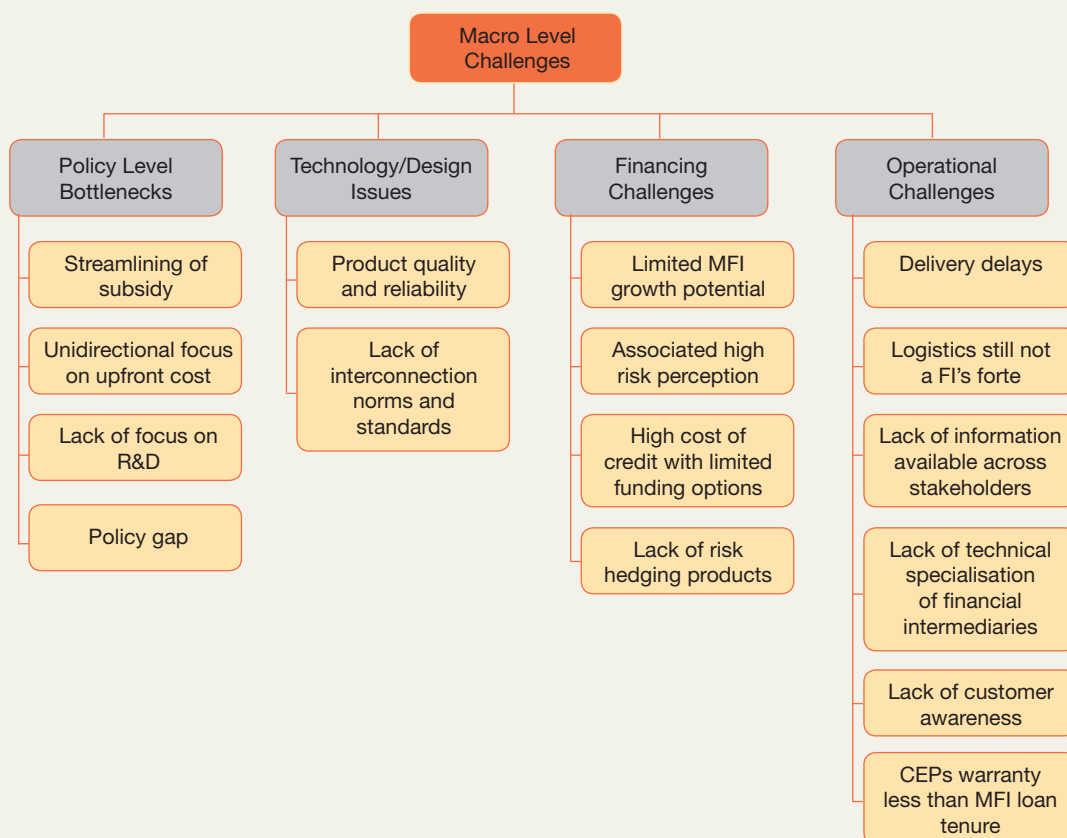 Macro Level
Challenges
Policy Level
Bottlenecks
Streamlining of
subsidy
Unidirectional focus
on upfront cost
Lack of focus on
R&D
Policy gap
Technology/Design
Issues
Product quality
and reliability
Lack of
interconnection
norms and
standards
Financing
Challenges
Limited MFI
growth potential
Associated high
risk perception
High cost of
credit with limited
funding options
Lack of risk
hedging products
Operational
Challenges
Delivery delays
Logistics still not
a FI's forte
Lack of information
available across
stakeholders
Lack of technical
specialisation
of financial
intermediaries
Lack of customer
awareness
CEPs warranty
less than MFI loan
tenure